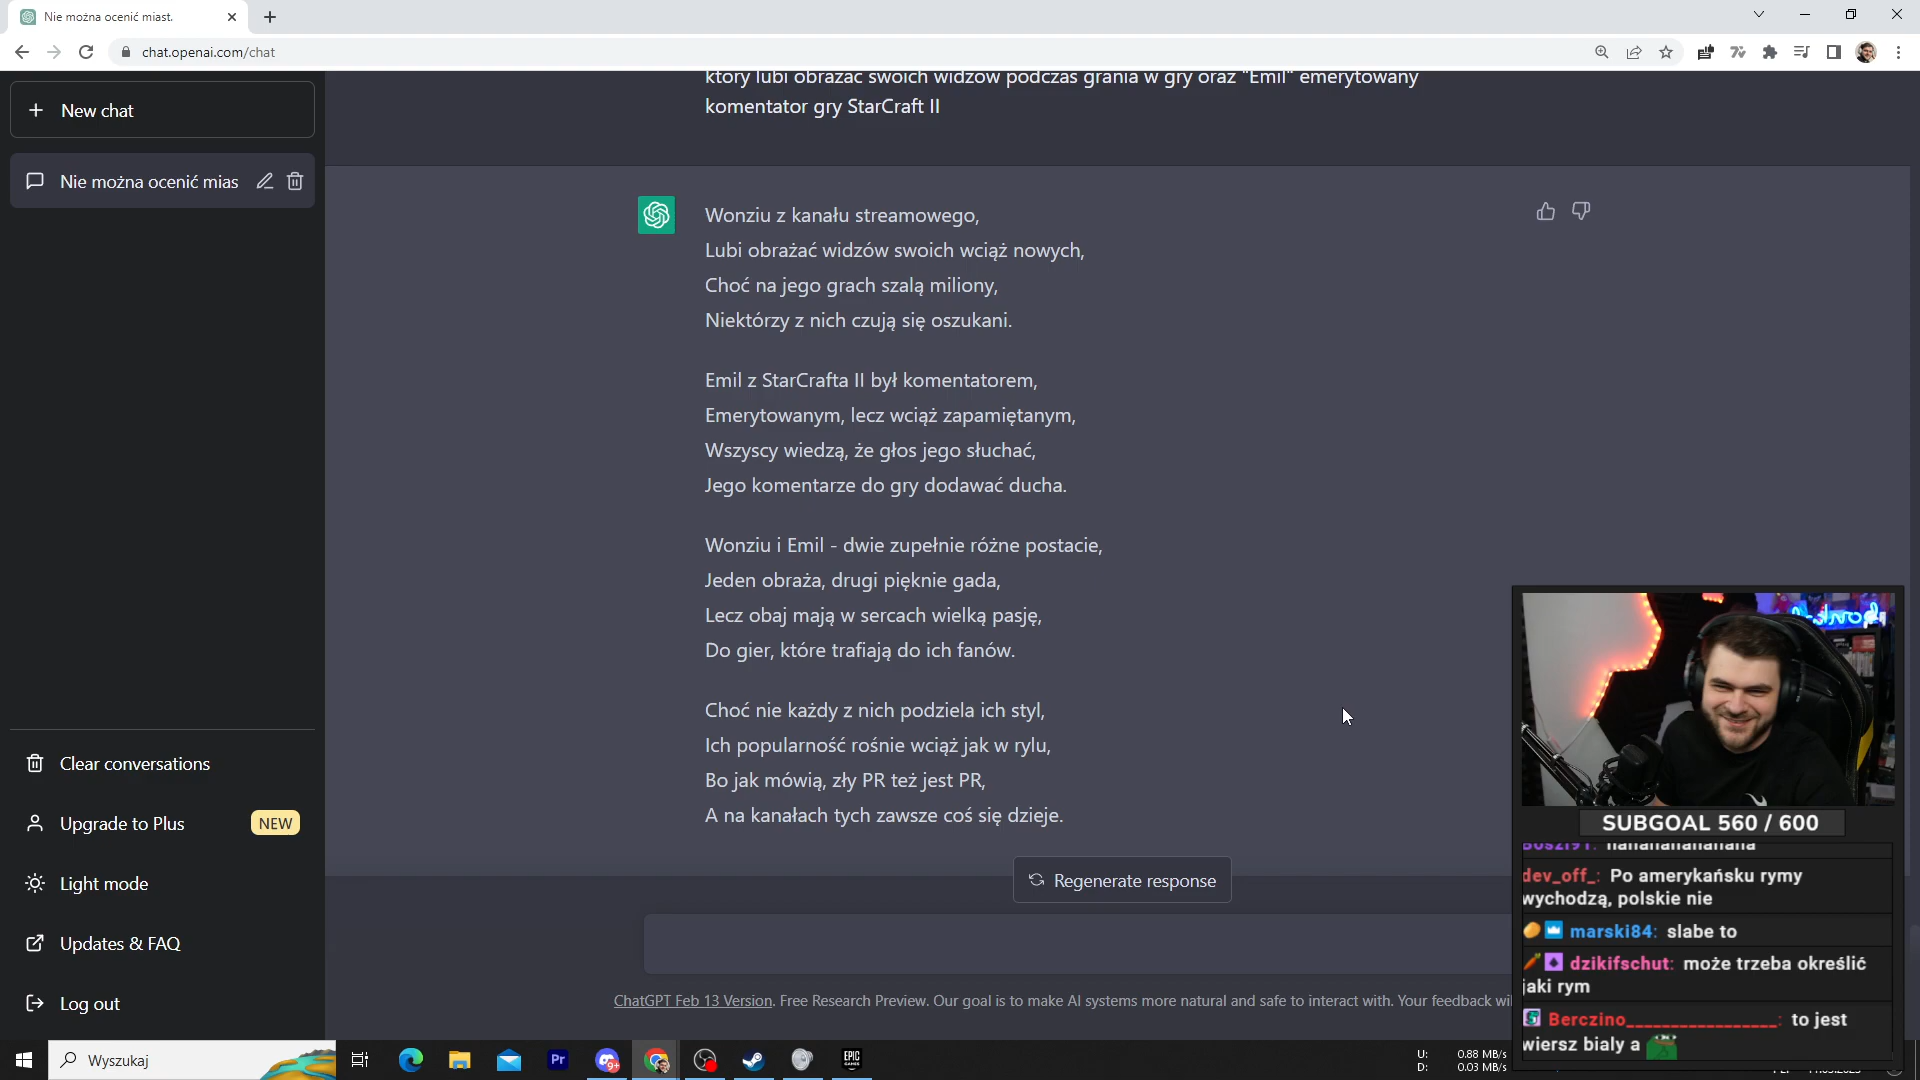 Nie można ocenić miast.
chat.openai.com/chat
New chat
Nie można ocenić mias
który lubi obrażać swoich widzów podczas grania w gry oraz "Emil" emerytowany
komentator gry StarCraft II
Wonziu z kanału streamowego,
Lubi obrażać widzów swoich wciąż nowych,
Choć na jego grach szalą miliony,
Niektórzy z nich czują się oszukani.
Emil z StarCrafta II był komentatorem,
Emerytowanym, lecz wciąż zapamiętanym,
Wszyscy wiedzą, że głos jego słuchać,
Jego komentarze do gry dodawać ducha.
Wonziu i Emil - dwie zupełnie różne postacie,
Jeden obraża, drugi pięknie gada,
Lecz obaj mają w sercach wielką pasję,
Do gier, które trafiają do ich fanów.
Choć nie każdy z nich podziela ich styl,
Ich popularność rośnie wciąż jak w rylu,
Bo jak mówią, zły PR też jest PR,
A na kanałach tych zawsze coś się dzieje.
Regenerate response
ChatGPT Feb 13 Version. Free Research Preview. Our goal is to make AI systems more natural and safe to interact with. Your feedback wil
Clear conversations
Upgrade to Plus NEW
Light mode
Updates & FAQ
Log out
SUBGOAL 560 / 600
dev_off_: Po amerykańsku rymy
wychodzą, polskie nie
marski84: slabe to
dzikifschut: może trzeba określić
jaki rym
to jest
wiersz bialy a
Wyszukaj
Pr
9+
EPIC
GAMES
U: 0.88 MB/s
D: 0.03 MB/s